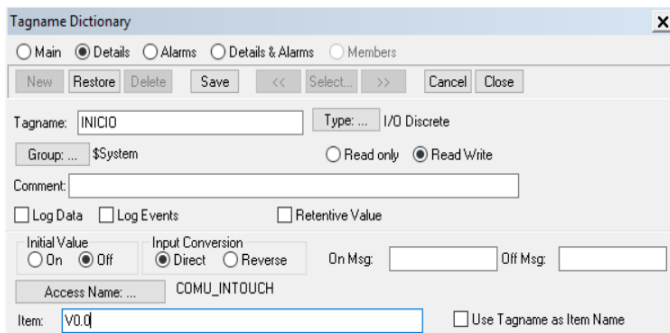 Tagname Dictionary
Main Details Alarms Details & Alarms Members
New Restore Delete Save << Select... >> Cancel Close
Tagname: INICIO Type: ... I/O Discrete
Group: ... $System Read only Read Write
Comment:
Log Data Log Events Retentive Value
Initial Value Input Conversion
On Off Direct Reverse On Msg: Off Msg:
Access Name: ... COMU_INTOUCH
Item: V0.0 Use Tagname as Item Name